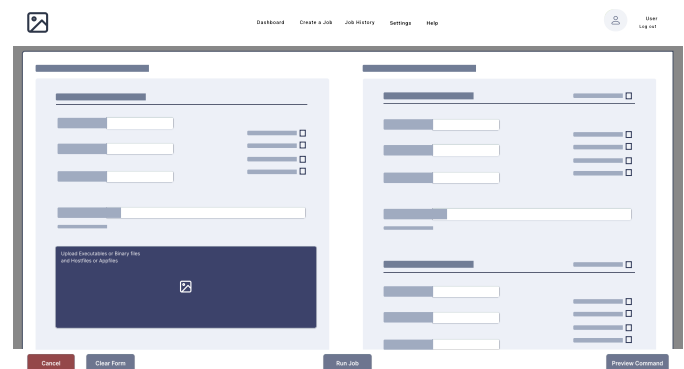 Dashboard
Create a Job
Job History
Settings
Help
User
Log out
Upload Executables or Binary files
and Hostfiles or Appfiles
Cancel
Clear Form
Run Job
Preview Command